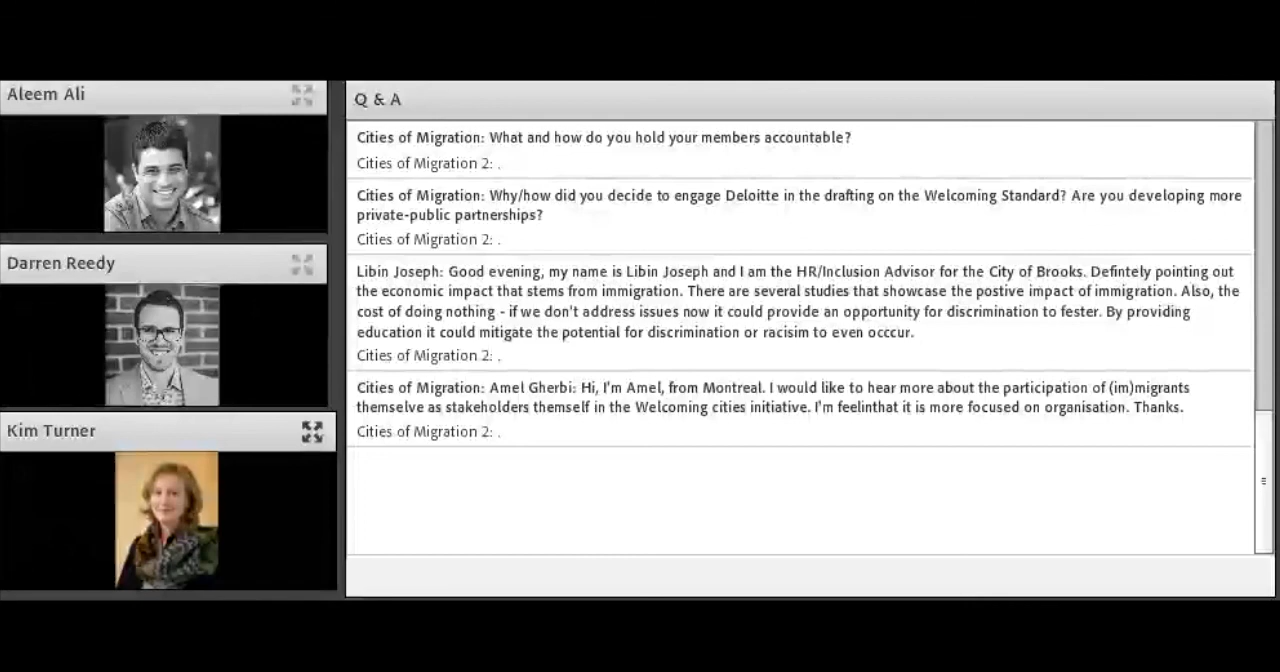 Aleem Ali
Darren Reedy
Kim Turner
Q & A
Cities of Migration: What and how do you hold your members accountable?
Cities of Migration 2: .
Cities of Migration: Why/how did you decide to engage Deloitte in the drafting on the Welcoming Standard? Are you developing more
private-public partnerships?
Cities of Migration 2: .
Libin Joseph: Good evening, my name is Libin Joseph and I am the HR/Inclusion Advisor for the City of Brooks. Defintely pointing out
the economic impact that stems from immigration. There are several studies that showcase the postive impact of immigration. Also, the
cost of doing nothing - if we don't address issues now it could provide an opportunity for discrimination to fester. By providing
education it could mitigate the potential for discrimination or racisim to even occcur.
Cities of Migration 2: .
Cities of Migration: Amel Gherbi: Hi, I'm Amel, from Montreal. I would like to hear more about the participation of (im)migrants
themselve as stakeholders themself in the Welcoming cities initiative. I'm feelinthat it is more focused on organisation. Thanks.
Cities of Migration 2: .